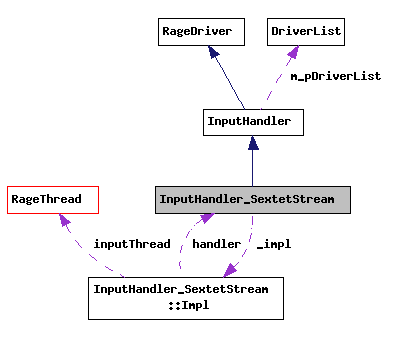 RageDriver
DriverList
m_pDriverList
InputHandler
RageThread
InputHandler_SextetStream
inputThread
handler
_impl
InputHandler_SextetStream
::Impl